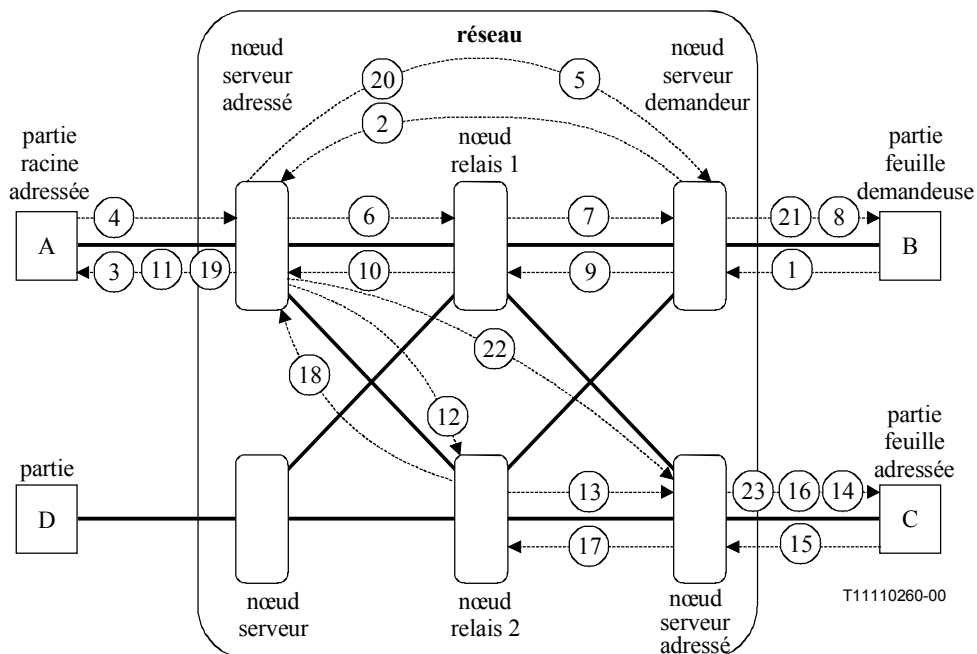 réseau
nœud
serveur
adressé
nœud
serveur
demandeur
20
5
2
partie
racine
adressée
nœud
relais 1
partie
feuille
demandeuse
4
6
7
21
8
A
B
3
11
19
10
9
1
22
18
12
partie
feuille
adressée
partie
13
23
16
14
D
C
17
15
nœud
serveur
nœud
relais 2
nœud
serveur
adressé
T11110260-00